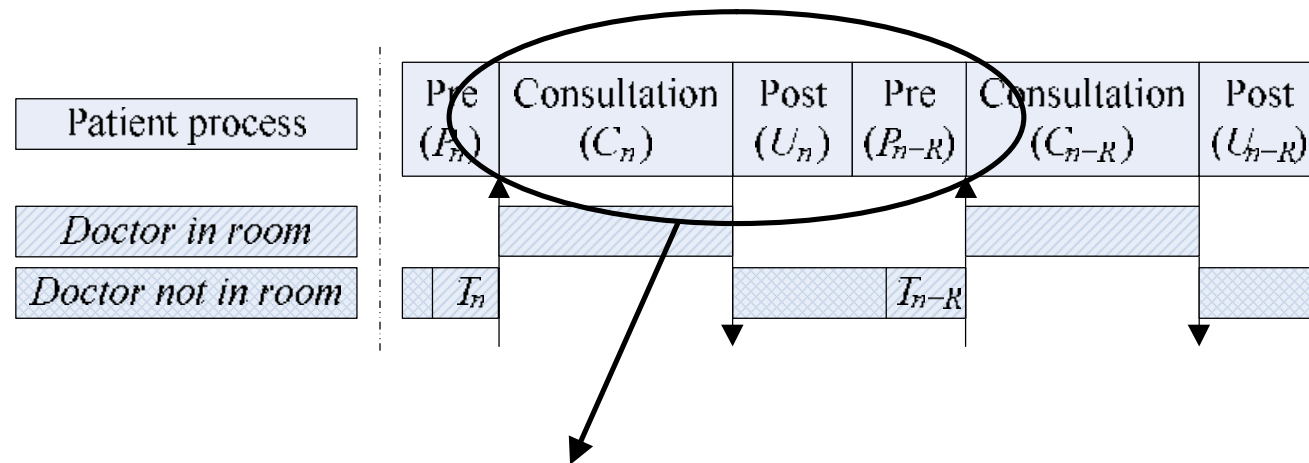 Patient process
Pre
(Pn)
Consultation
(Cn)
Post
(Un)
Pre
(Pn−R)
Consultation
(Cn−R)
Post
(Un−R)
Doctor in room
Doctor not in room
Tn
Tn−R